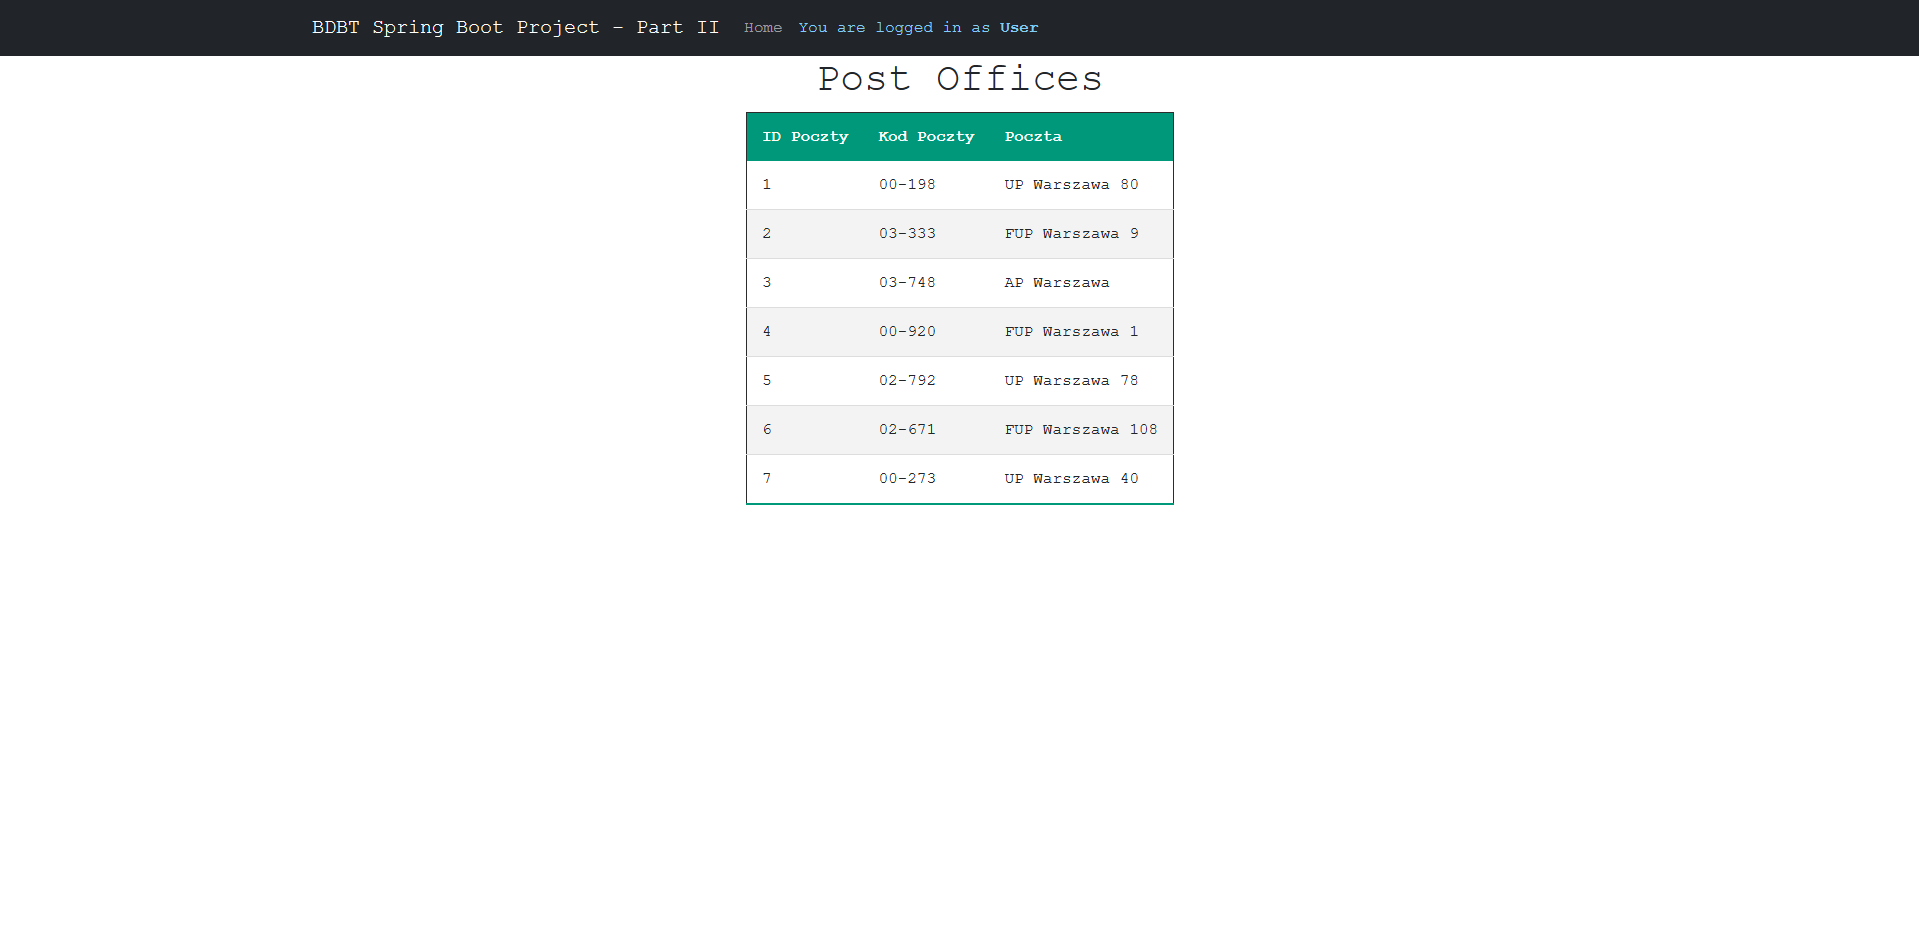 BDBT Spring Boot Project - Part II Home You are logged in as User
Post Offices
ID Poczty Kod Poczty Poczta
1 00-198 UP Warszawa 80
2 03-333 FUP Warszawa 9
3 03-748 AP Warszawa
4 00-920 FUP Warszawa 1
5 02-792 UP Warszawa 78
6 02-671 FUP Warszawa 108
7 00-273 UP Warszawa 40